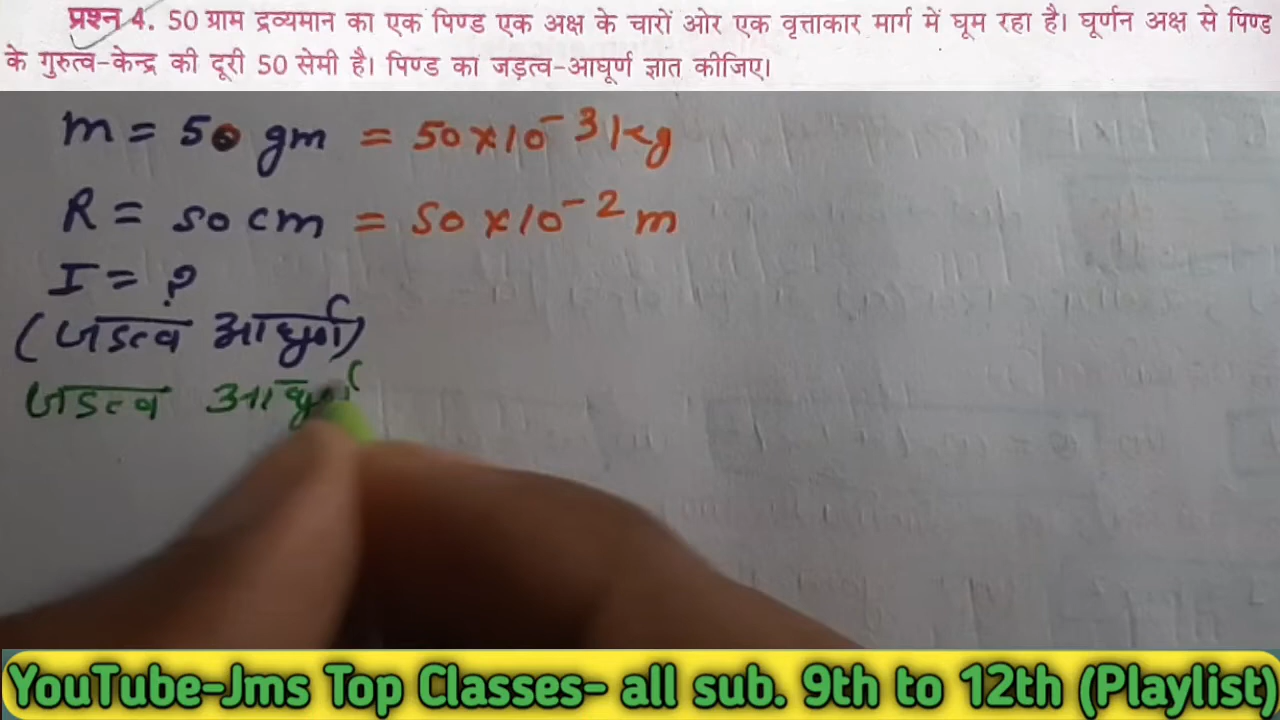 प्रश्न 4. 50 ग्राम द्रव्यमान का एक पिण्ड एक अक्ष के चारों ओर एक वृत्ताकार मार्ग में घूम रहा है। घूर्णन अक्ष से पिण्ड
के गुरुत्व-केन्द्र की दूरी 50 सेमी है। पिण्ड का जड़त्व-आघूर्ण ज्ञात कीजिए।
m = 50 gm = 50×10⁻³ kg
R = 50 cm = 50×10⁻² m
I = ?
(जडत्व आघुर्ण)
जडत्व आघुर्ण
YouTube-Jms Top Classes- all sub. 9th to 12th (Playlist)